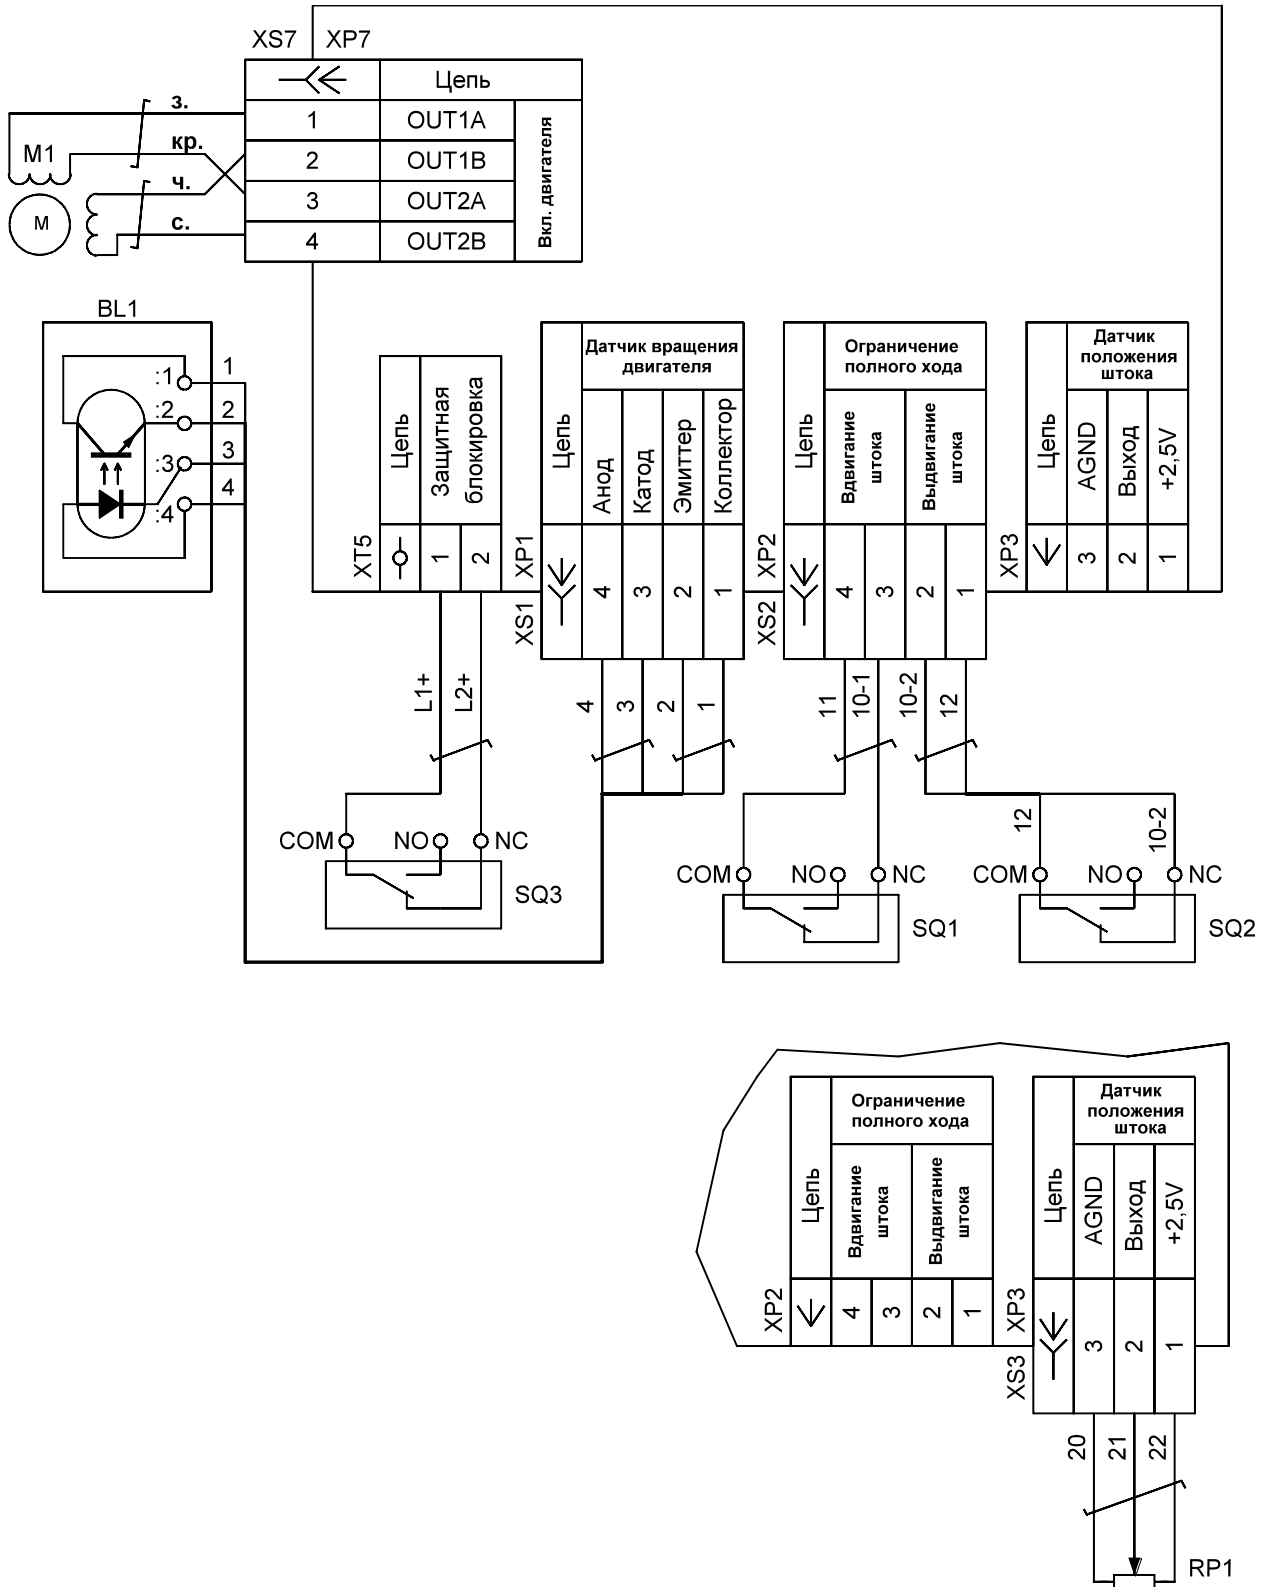 XS7 XP7
Цепь
з.
1 OUT1A
кр.
2 OUT1B
M1
ч.
3 OUT2A
M
с.
4 OUT2B
Вкл. двигателя
BL1
:1 1
:2 2
:3 3
:4 4
XT5
Цепь
Защитная
блокировка
1
2
L1+
L2+
COM NO NC
SQ3
XP1
XS1
Датчик вращения
двигателя
Цепь
Анод
Катод
Эмиттер
Коллектор
4
3
2
1
4
3
2
1
XP2
XS2
Ограничение
полного хода
Цепь
Вдвигание
штока
Выдвигание
штока
4
3
2
1
11
10-1
10-2
12
12
10-2
COM NO NC
SQ1
COM NO NC
SQ2
XP3
Датчик
положения
штока
Цепь
AGND
Выход
+2,5V
3
2
1
XP2
Ограничение
полного хода
Цепь
Вдвигание
штока
Выдвигание
штока
4
3
2
1
XP3
XS3
Датчик
положения
штока
Цепь
AGND
Выход
+2,5V
3
2
1
20
21
22
RP1